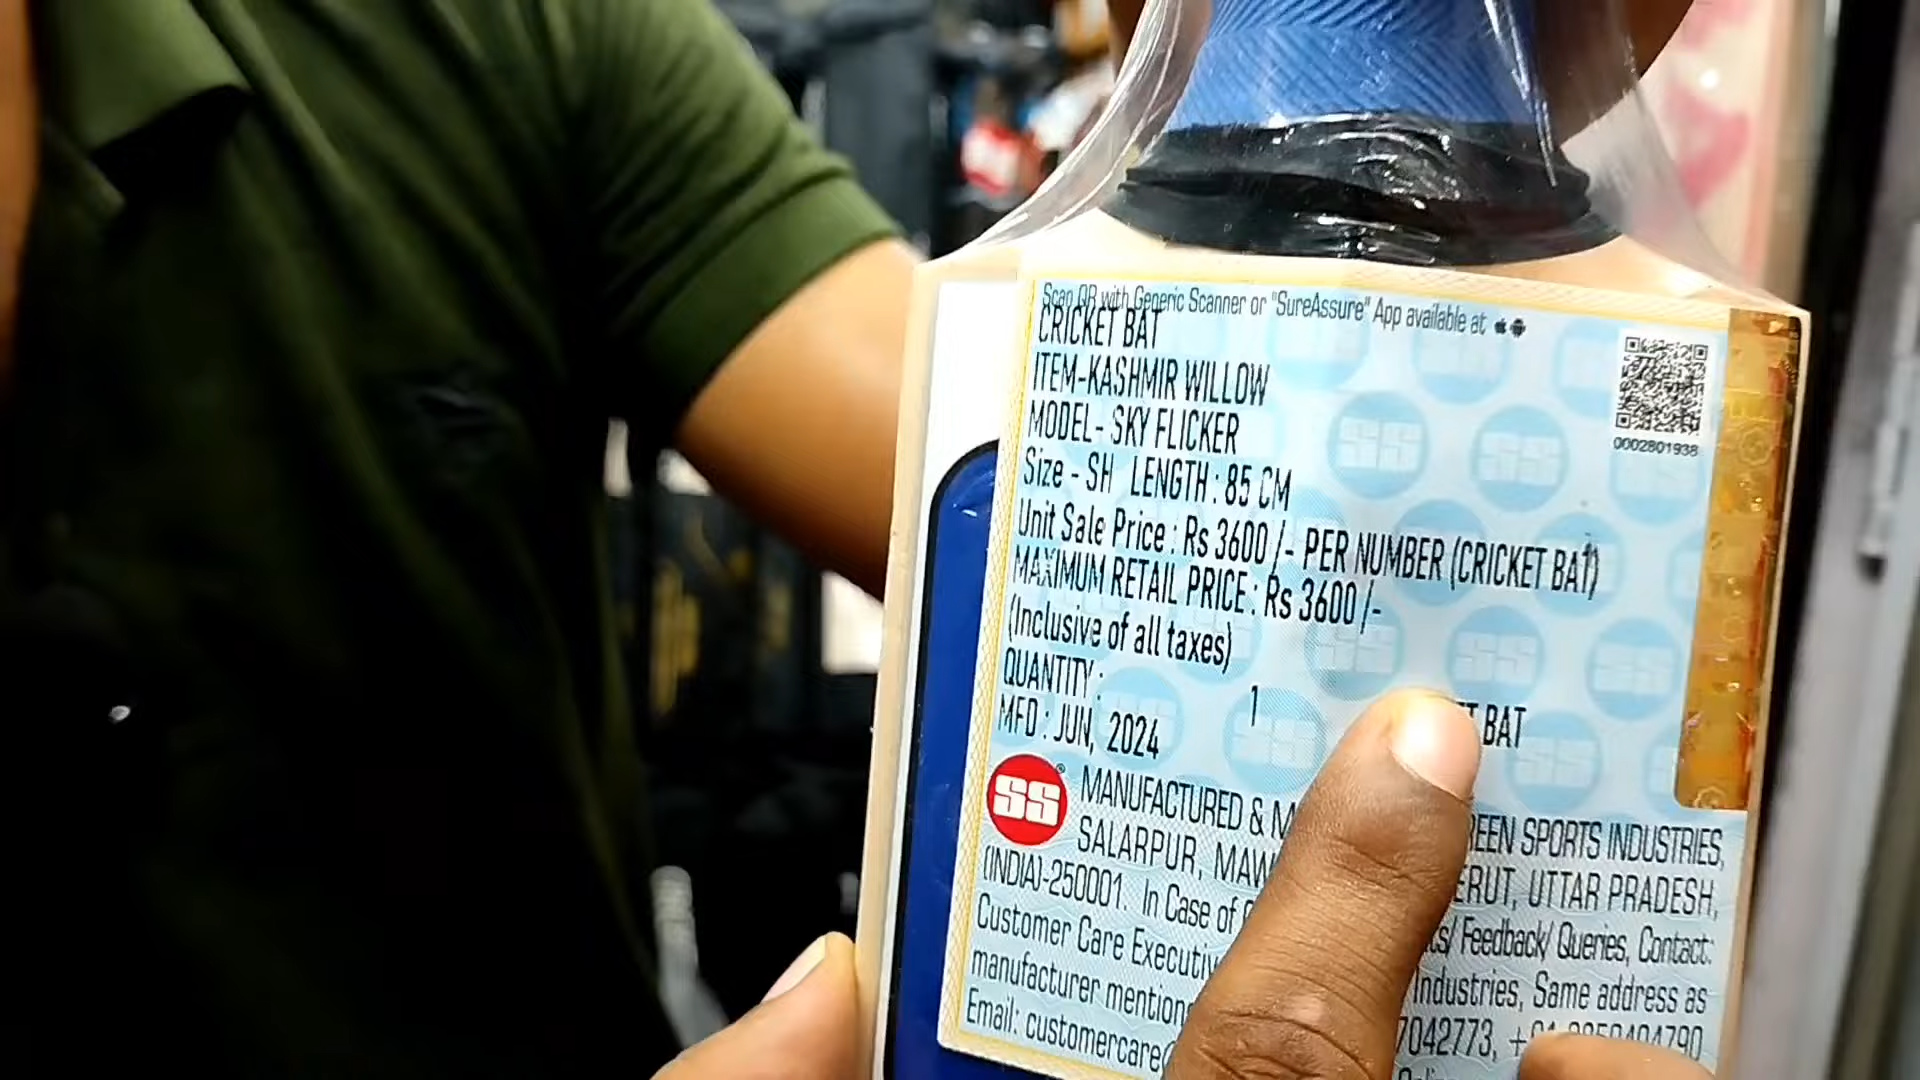 Scan QR with Generic Scanner or "SureAssure" App available at
CRICKET BAT
ITEM-KASHMIR WILLOW
MODEL- SKY FLICKER
0002801938
Size - SH LENGTH : 85 CM
Unit Sale Price : Rs 3600 /- PER NUMBER (CRICKET BAT)
MAXIMUM RETAIL PRICE : Rs 3600 /-
(Inclusive of all taxes)
QUANTITY : 1 BAT
MFD : JUN, 2024
SS
MANUFACTURED & REEN SPORTS INDUSTRIES,
SALARPUR, UTTAR PRADESH,
(INDIA)-250001. In Case of / Feedback/ Queries, Contact:
Customer Care Industries, Same address as
manufacturer 7042773,
Email: customercare